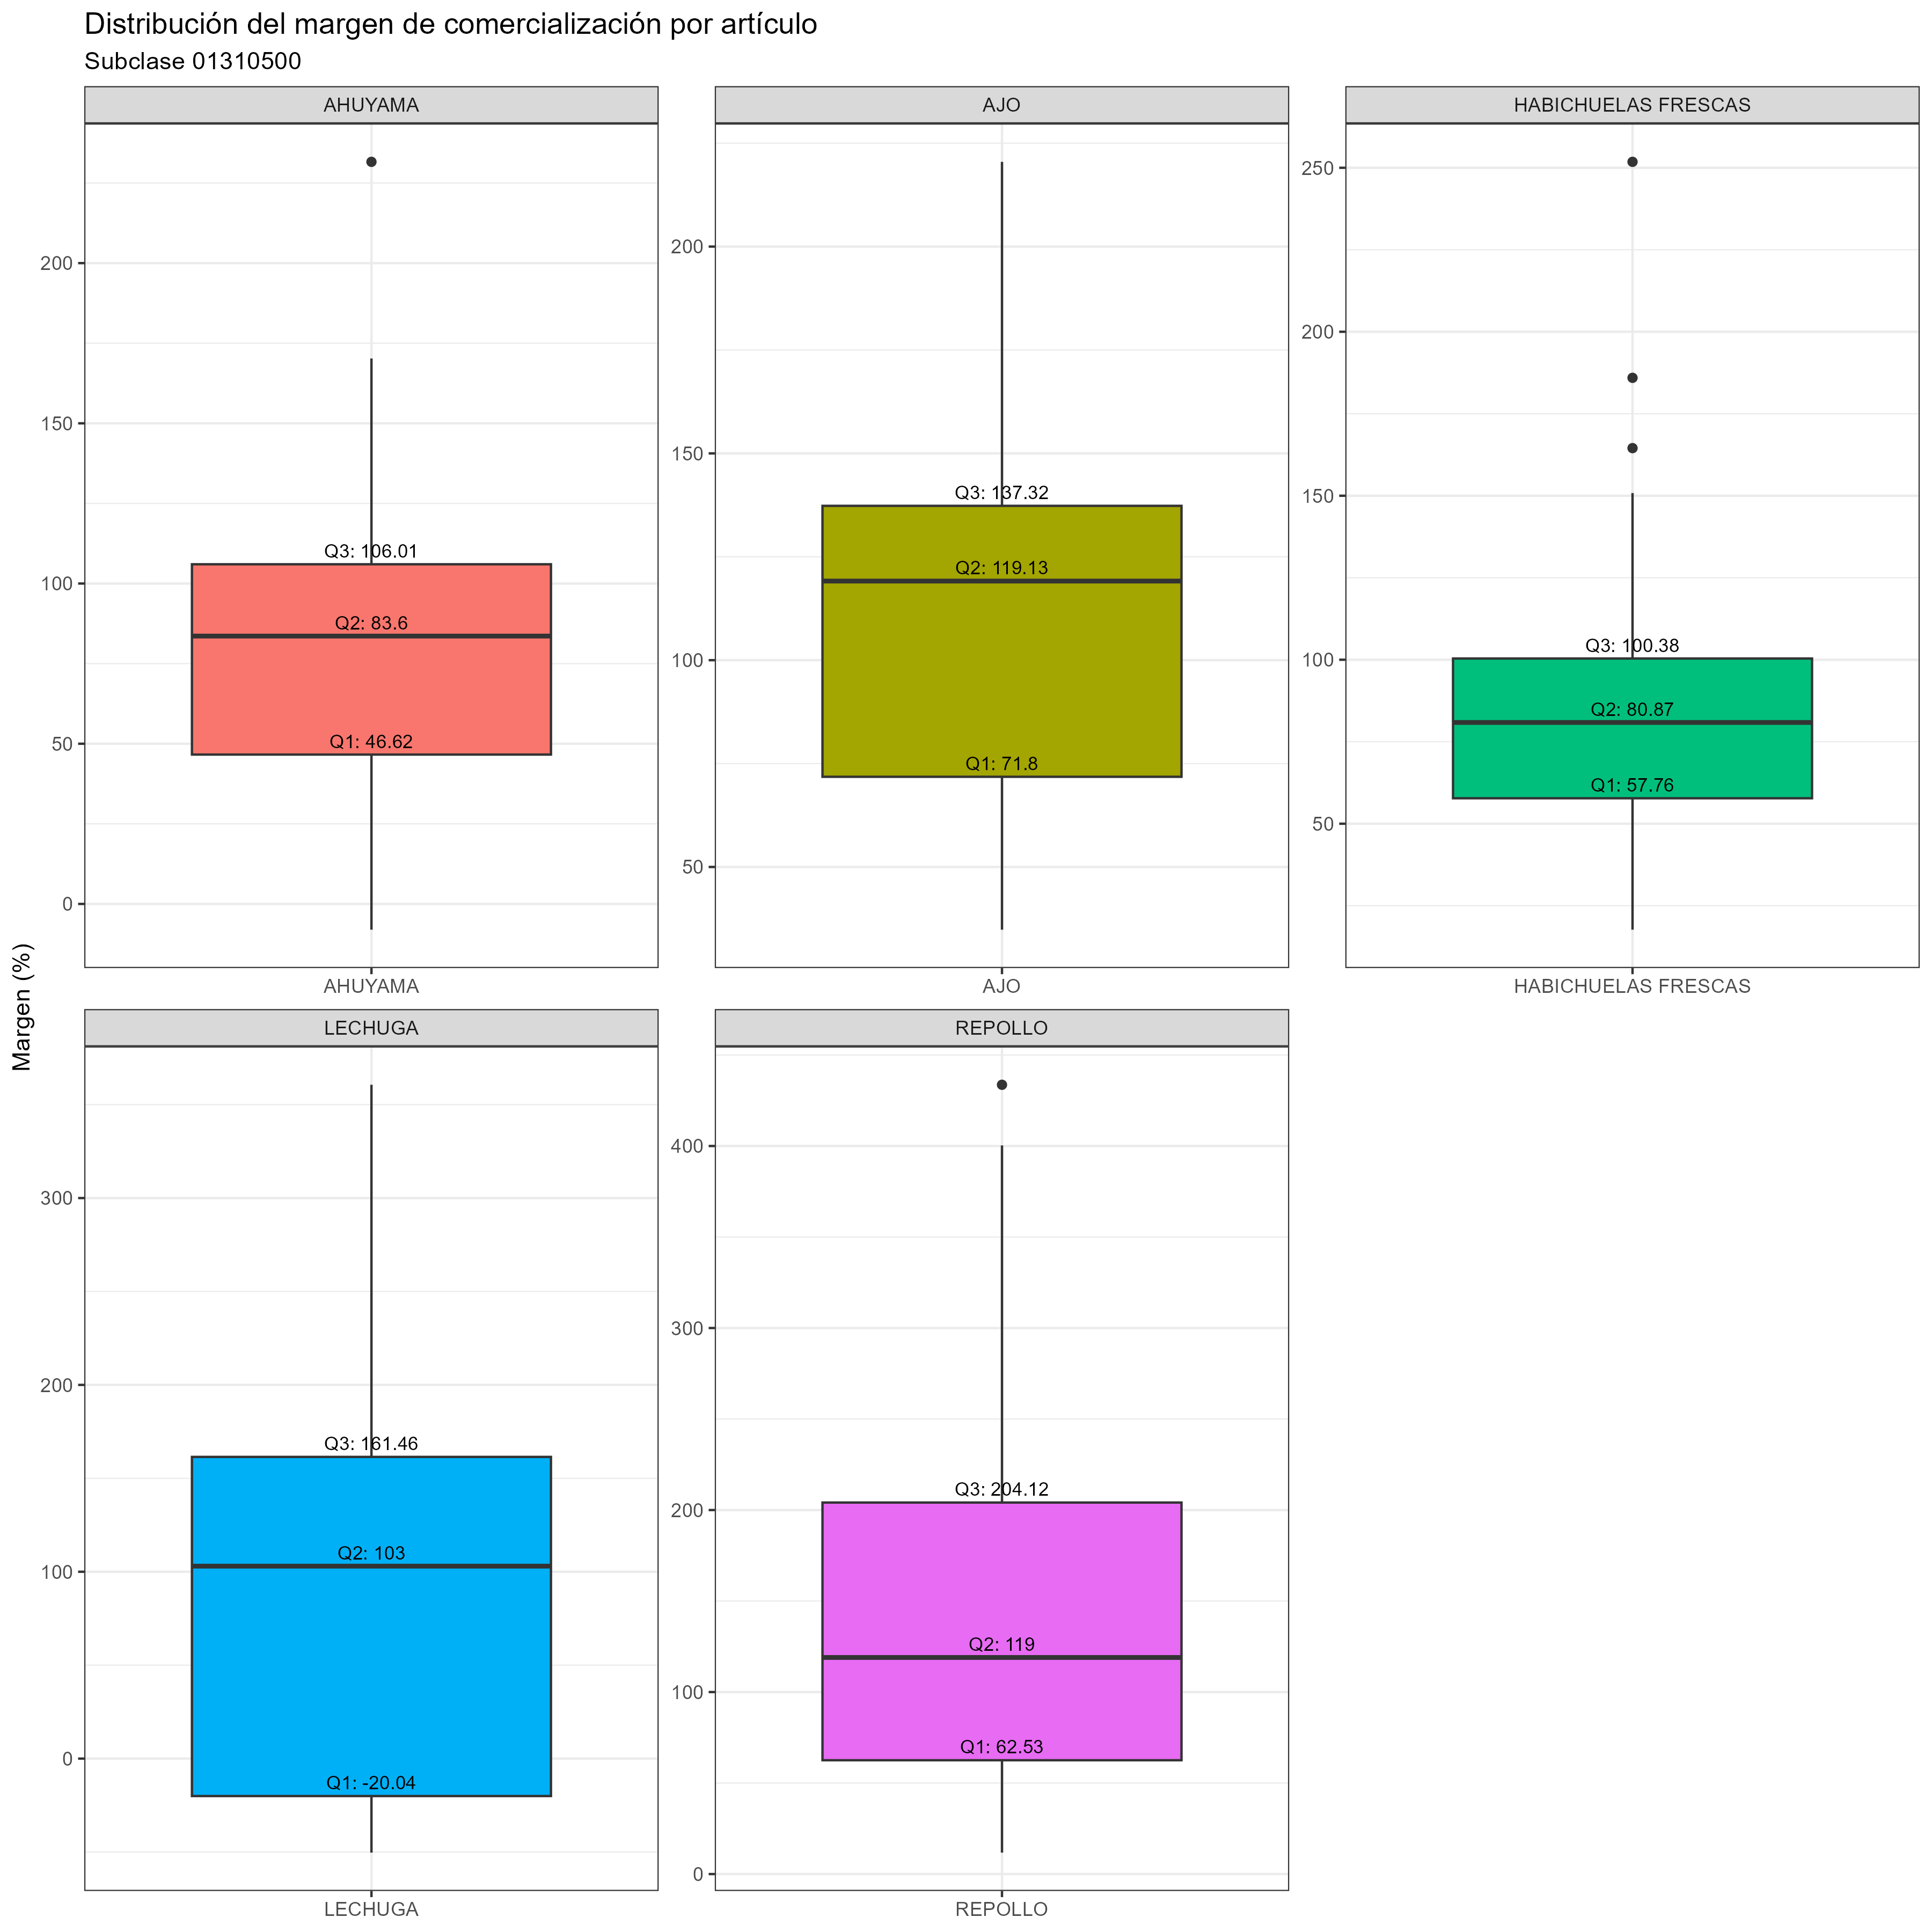 Distribución del margen de comercialización por artículo
Subclase 01310500
Margen (%)
AHUYAMA
200
150
100
50
0
Q3: 106.01
Q2: 83.6
Q1: 46.62
AHUYAMA
AJO
200
150
100
50
Q3: 137.32
Q2: 119.13
Q1: 71.8
AJO
HABICHUELAS FRESCAS
250
200
150
100
50
Q3: 100.38
Q2: 80.87
Q1: 57.76
HABICHUELAS FRESCAS
LECHUGA
300
200
100
0
Q3: 161.46
Q2: 103
Q1: -20.04
LECHUGA
REPOLLO
400
300
200
100
0
Q3: 204.12
Q2: 119
Q1: 62.53
REPOLLO